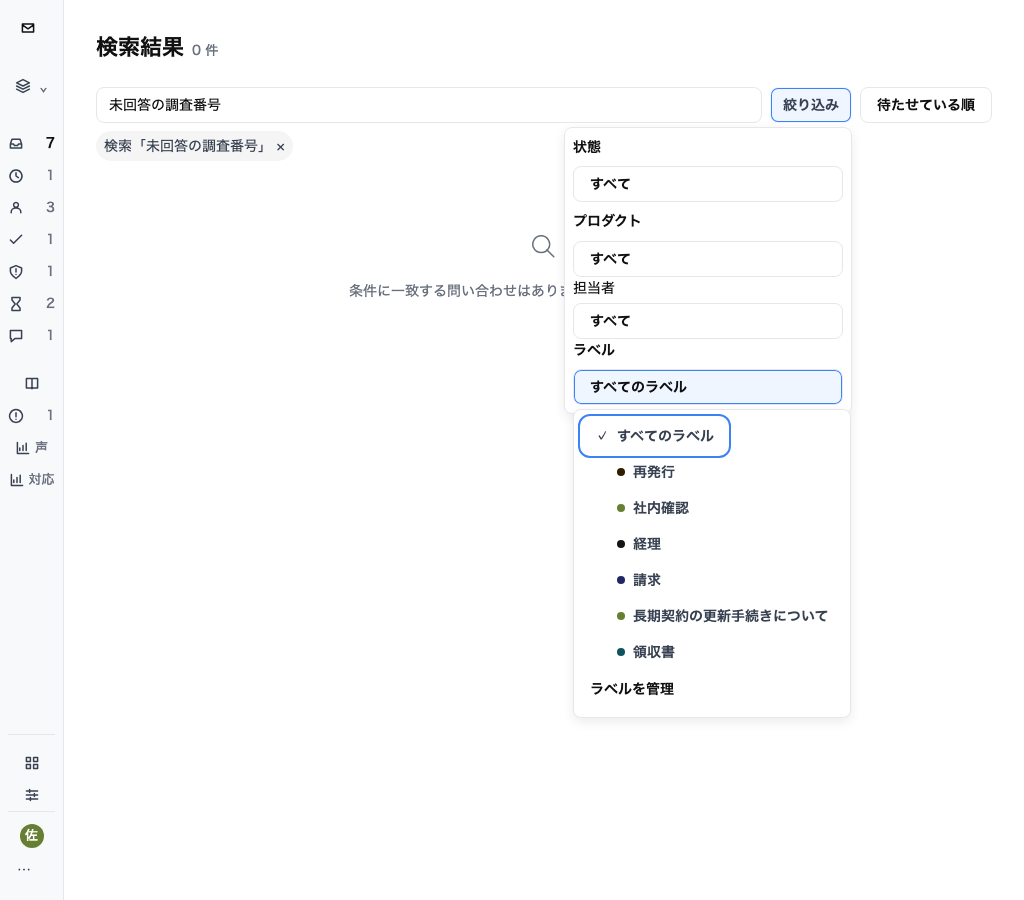 検索結果 0 件
未回答の調査番号
絞り込み
待たせている順
検索「未回答の調査番号」 ×
7
1
3
1
1
2
1
1
声
対応
佐
…
条件に一致する問い合わせはありま
状態
すべて
プロダクト
すべて
担当者
すべて
ラベル
すべてのラベル
✓ すべてのラベル
再発行
社内確認
経理
請求
長期契約の更新手続きについて
領収書
ラベルを管理